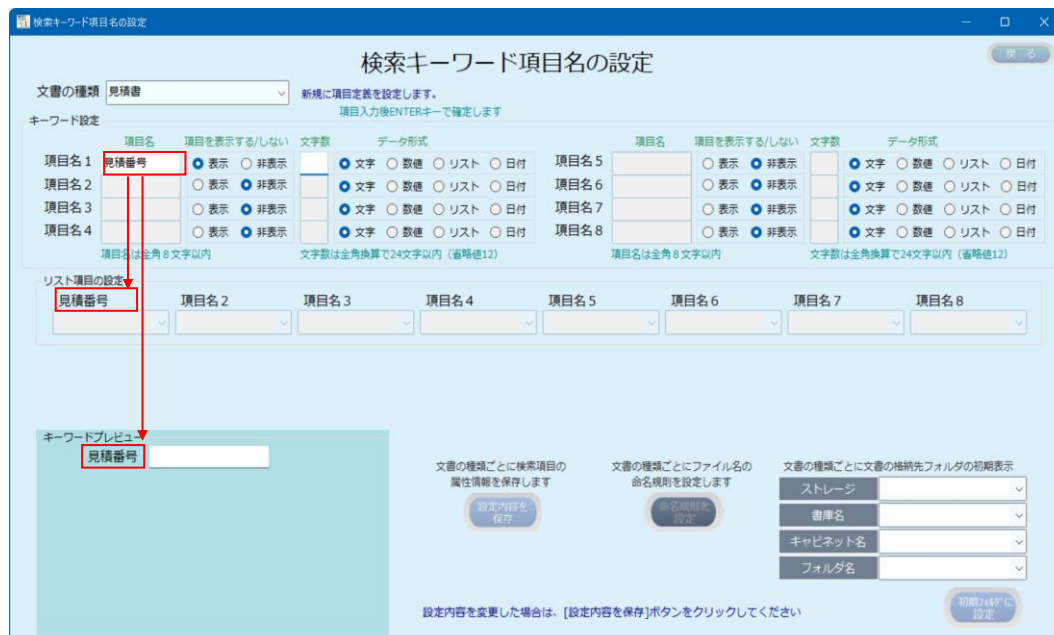 検索キーワード項目名の設定
検索キーワード項目名の設定
戻る
文書の種類 見積書 新規に項目定義を設定します。
項目入力後ENTERキーで確定します
キーワード設定
項目名 項目を表示する/しない 文字数 データ形式 項目名 項目を表示する/しない 文字数 データ形式
項目名1 見積番号 表示 非表示 文字 数値 リスト 日付 項目名5 表示 非表示 文字 数値 リスト 日付
項目名2 表示 非表示 文字 数値 リスト 日付 項目名6 表示 非表示 文字 数値 リスト 日付
項目名3 表示 非表示 文字 数値 リスト 日付 項目名7 表示 非表示 文字 数値 リスト 日付
項目名4 表示 非表示 文字 数値 リスト 日付 項目名8 表示 非表示 文字 数値 リスト 日付
項目名は全角8文字以内 文字数は全角換算で24文字以内(省略値12) 項目名は全角8文字以内 文字数は全角換算で24文字以内(省略値12)
リスト項目の設定
見積番号 項目名2 項目名3 項目名4 項目名5 項目名6 項目名7 項目名8
キーワードプレビュー
見積番号
文書の種類ごとに検索項目の
属性情報を保存します
設定内容を
保存
文書の種類ごとにファイル名の
命名規則を設定します
命名規則を
設定
文書の種類ごとに文書の格納先フォルダの初期表示
ストレージ
書庫名
キャビネット名
フォルダ名
初期フォルダに
設定
設定内容を変更した場合は、[設定内容を保存]ボタンをクリックしてください